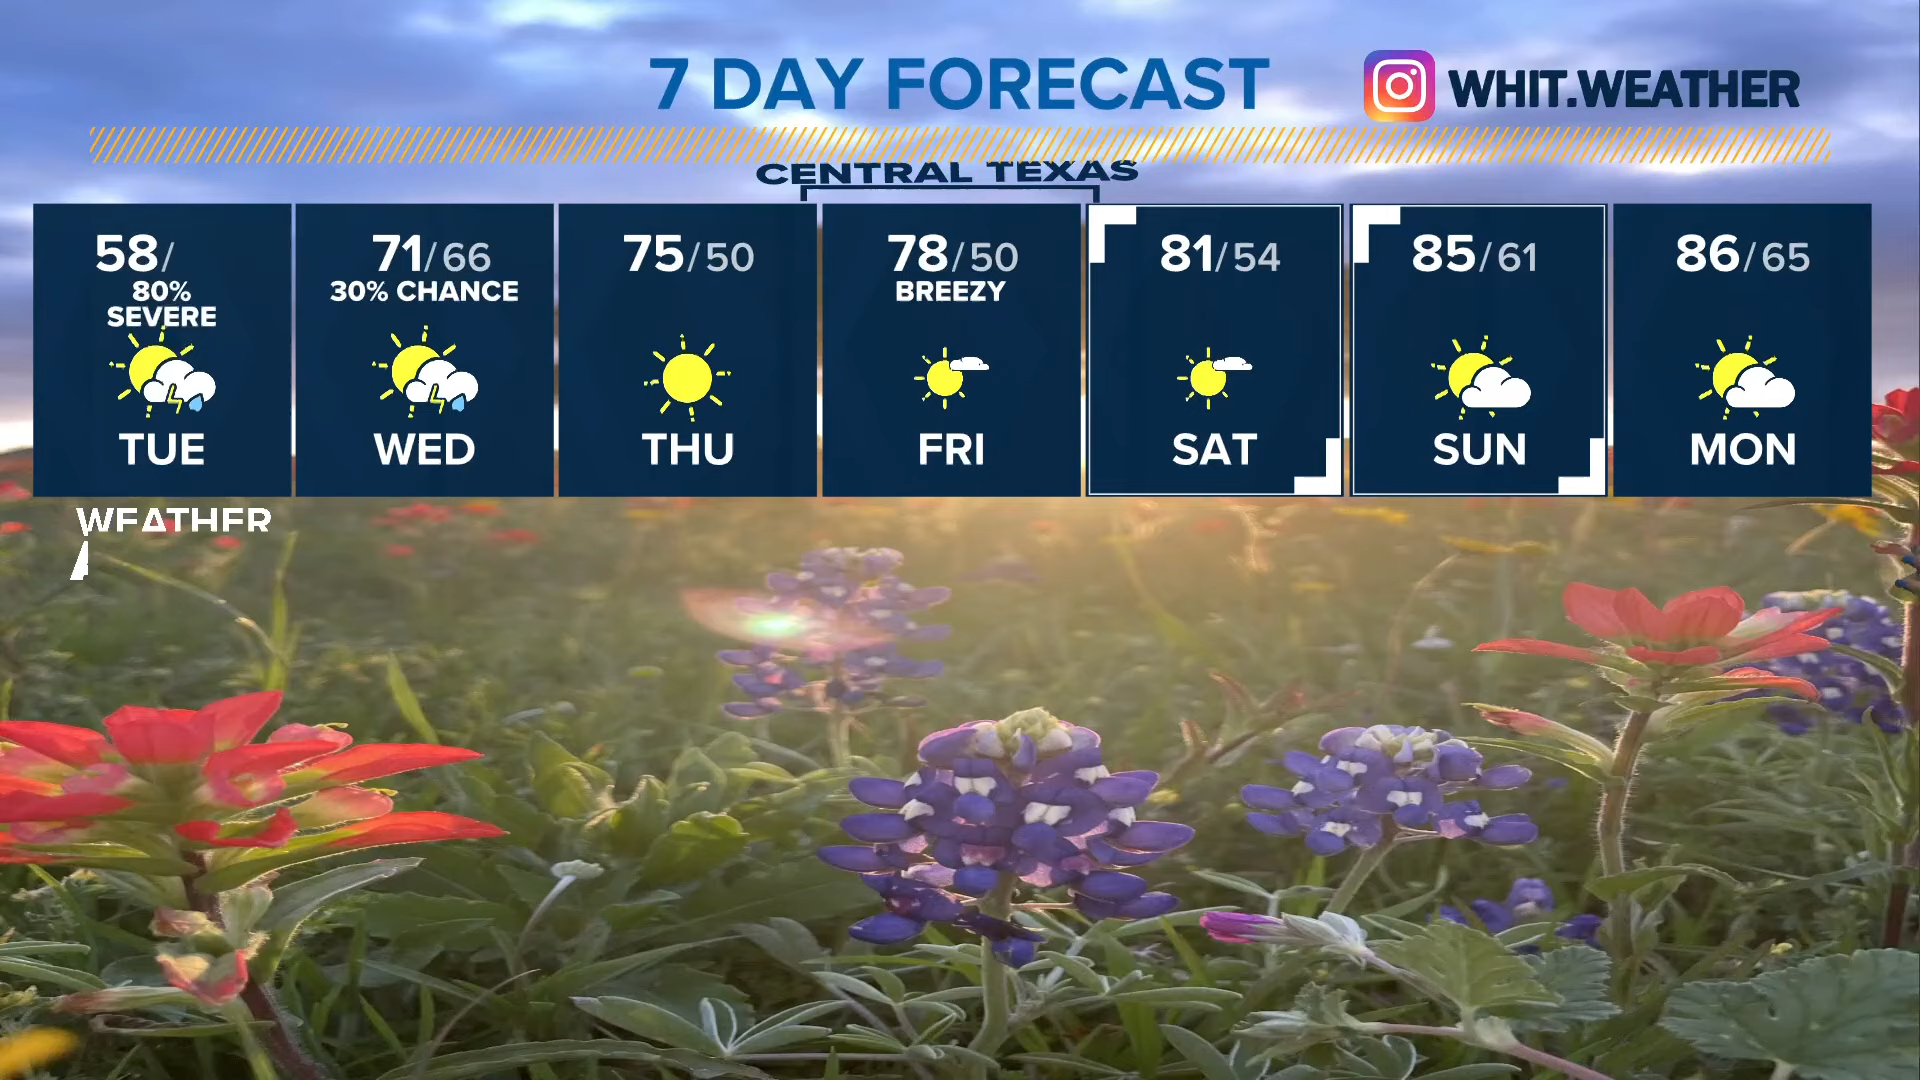 7 DAY FORECAST
WHIT.WEATHER
CENTRAL TEXAS
58/
80%
SEVERE
TUE
71/66
30% CHANCE
WED
75/50
THU
78/50
BREEZY
FRI
81/54
SAT
85/61
SUN
86/65
MON
WEATHER